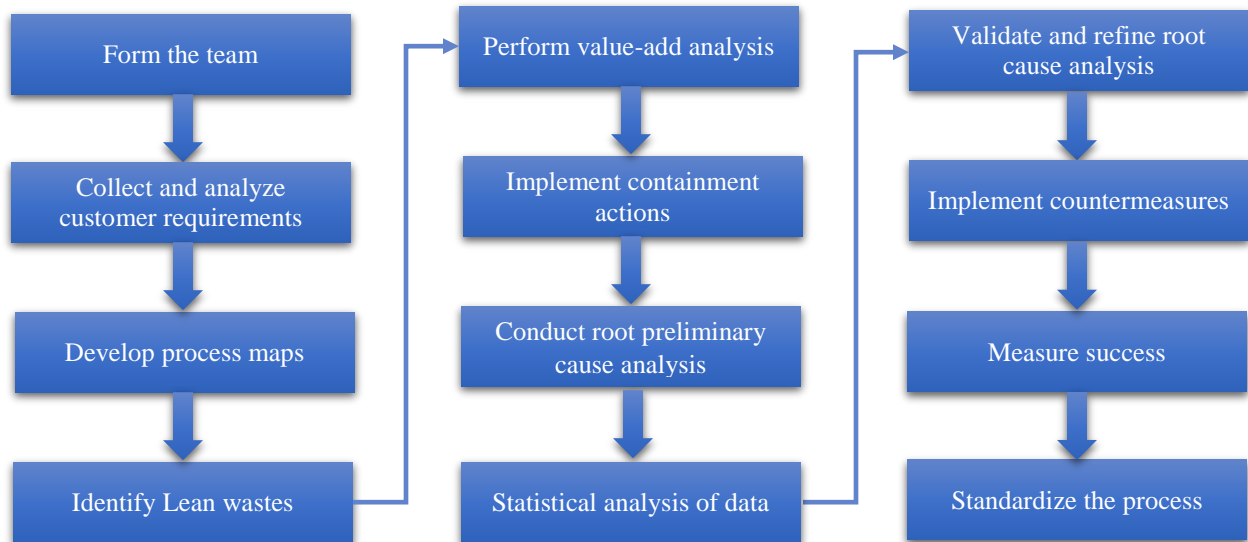 Form the team
Collect and analyze
customer requirements
Develop process maps
Identify Lean wastes
Perform value-add analysis
Implement containment
actions
Conduct root preliminary
cause analysis
Statistical analysis of data
Validate and refine root
cause analysis
Implement countermeasures
Measure success
Standardize the process